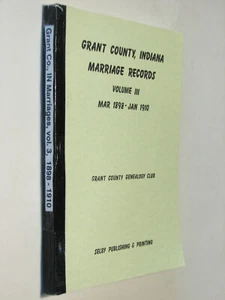 Grant Co., IN Marriages, vol. 3, 1898 - 1910
GRANT COUNTY, INDIANA
MARRIAGE RECORDS
VOLUME III
MAR 1898 - JAN 1910
GRANT COUNTY GENEALOGY CLUB
SELBY PUBLISHING & PRINTING